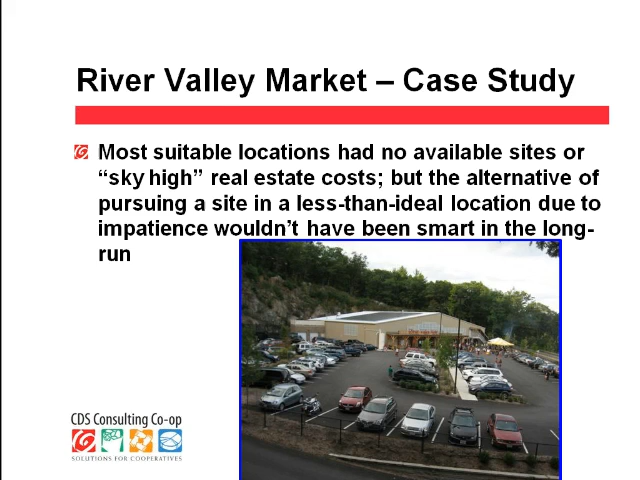 River Valley Market – Case Study
Most suitable locations had no available sites or
“sky high” real estate costs; but the alternative of
pursuing a site in a less-than-ideal location due to
impatience wouldn’t have been smart in the long-
run
CDS Consulting Co-op
SOLUTIONS FOR COOPERATIVES